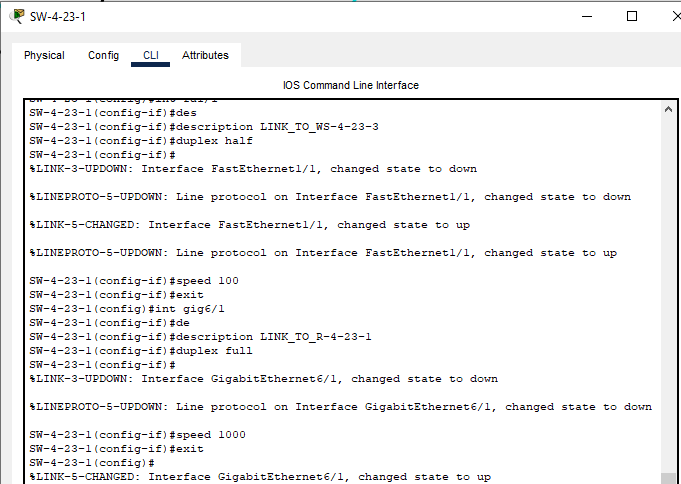 SW-4-23-1
Physical Config CLI Attributes
IOS Command Line Interface
SW-4-23-1(config-if)#des
SW-4-23-1(config-if)#description LINK_TO_WS-4-23-3
SW-4-23-1(config-if)#duplex half
SW-4-23-1(config-if)#
%LINK-3-UPDOWN: Interface FastEthernet1/1, changed state to down
%LINEPROTO-5-UPDOWN: Line protocol on Interface FastEthernet1/1, changed state to down
%LINK-5-CHANGED: Interface FastEthernet1/1, changed state to up
%LINEPROTO-5-UPDOWN: Line protocol on Interface FastEthernet1/1, changed state to up
SW-4-23-1(config-if)#speed 100
SW-4-23-1(config-if)#exit
SW-4-23-1(config)#int gig6/1
SW-4-23-1(config-if)#de
SW-4-23-1(config-if)#description LINK_TO_R-4-23-1
SW-4-23-1(config-if)#duplex full
SW-4-23-1(config-if)#
%LINK-3-UPDOWN: Interface GigabitEthernet6/1, changed state to down
%LINEPROTO-5-UPDOWN: Line protocol on Interface GigabitEthernet6/1, changed state to down
SW-4-23-1(config-if)#speed 1000
SW-4-23-1(config-if)#exit
SW-4-23-1(config)#
%LINK-5-CHANGED: Interface GigabitEthernet6/1, changed state to up